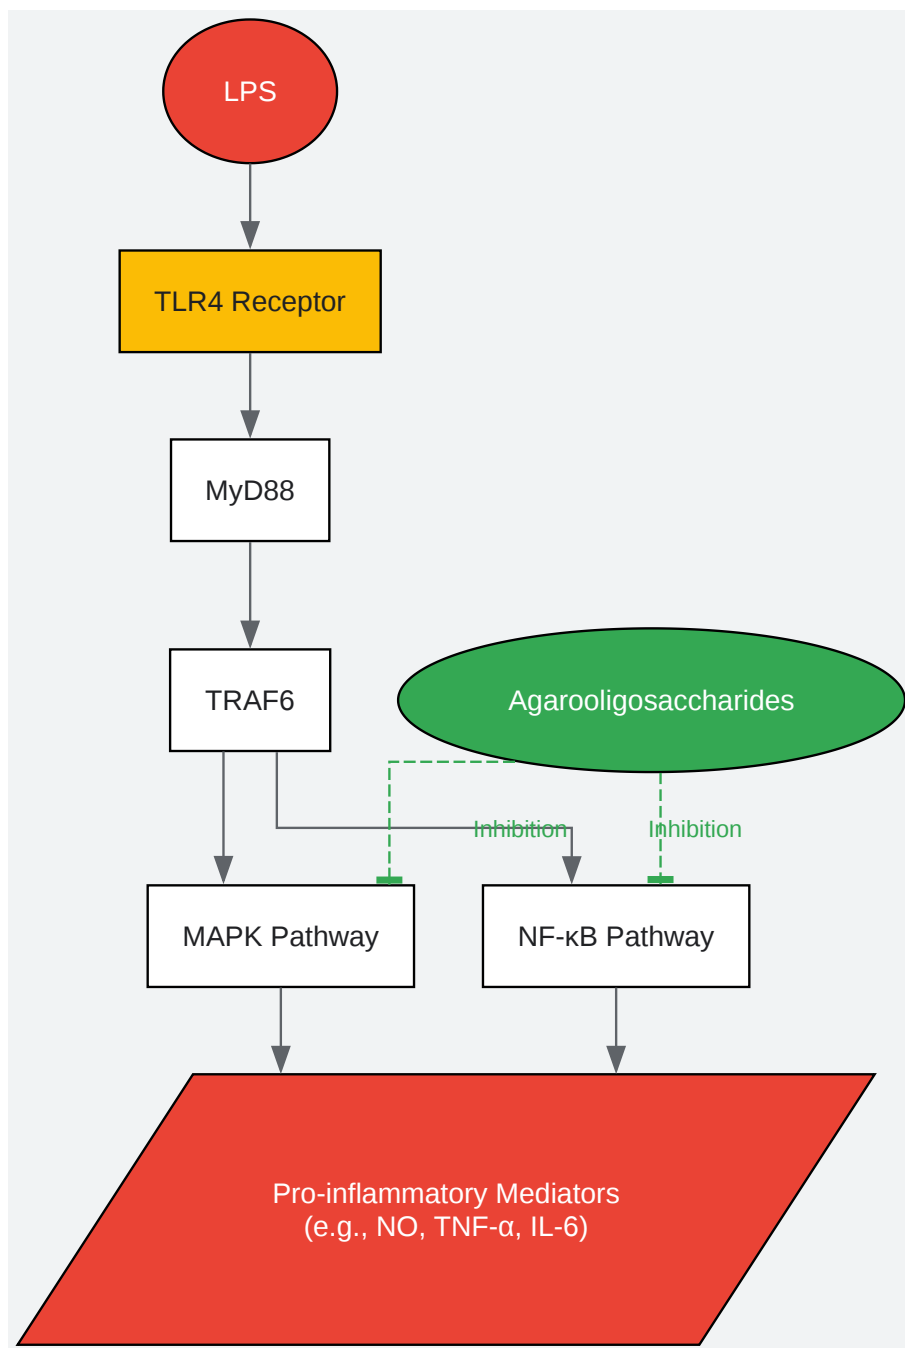 LPS
TLR4 Receptor
MyD88
TRAF6
Agarooligosaccharides
Inhibition
Inhibition
MAPK Pathway
NF-κB Pathway
Pro-inflammatory Mediators
(e.g., NO, TNF-α, IL-6)